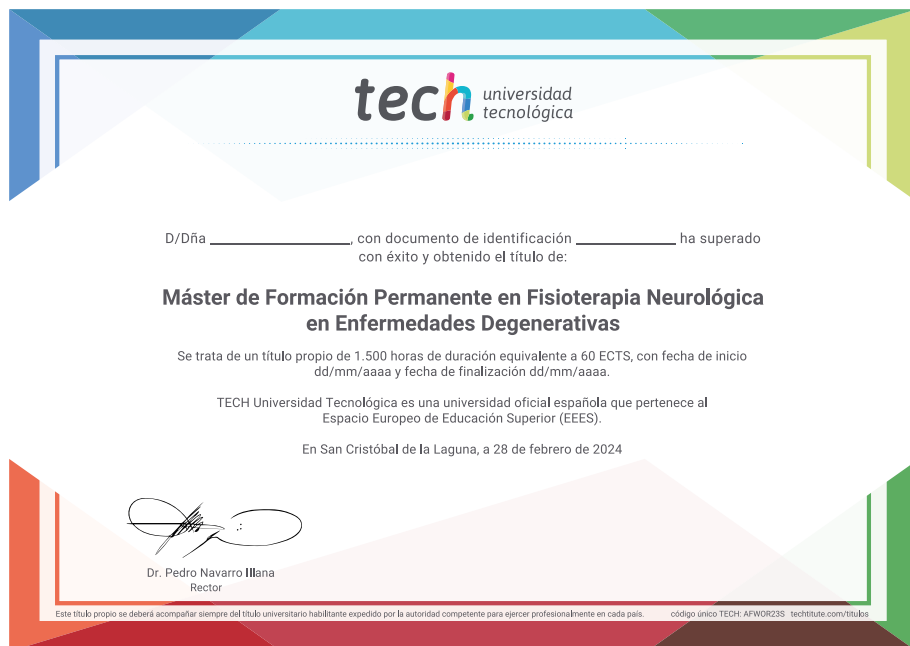 tech universidad
tecnológica
D/Dña ____________________, con documento de identificación ______________ ha superado
con éxito y obtenido el título de:
Máster de Formación Permanente en Fisioterapia Neurológica
en Enfermedades Degenerativas
Se trata de un título propio de 1.500 horas de duración equivalente a 60 ECTS, con fecha de inicio
dd/mm/aaaa y fecha de finalización dd/mm/aaaa.
TECH Universidad Tecnológica es una universidad oficial española que pertenece al
Espacio Europeo de Educación Superior (EEES).
En San Cristóbal de la Laguna, a 28 de febrero de 2024
Dr. Pedro Navarro Illana
Rector
Este título propio se deberá acompañar siempre del título universitario habilitante expedido por la autoridad competente para ejercer profesionalmente en cada país. código único TECH: AFWOR23S techtitute.com/titulos